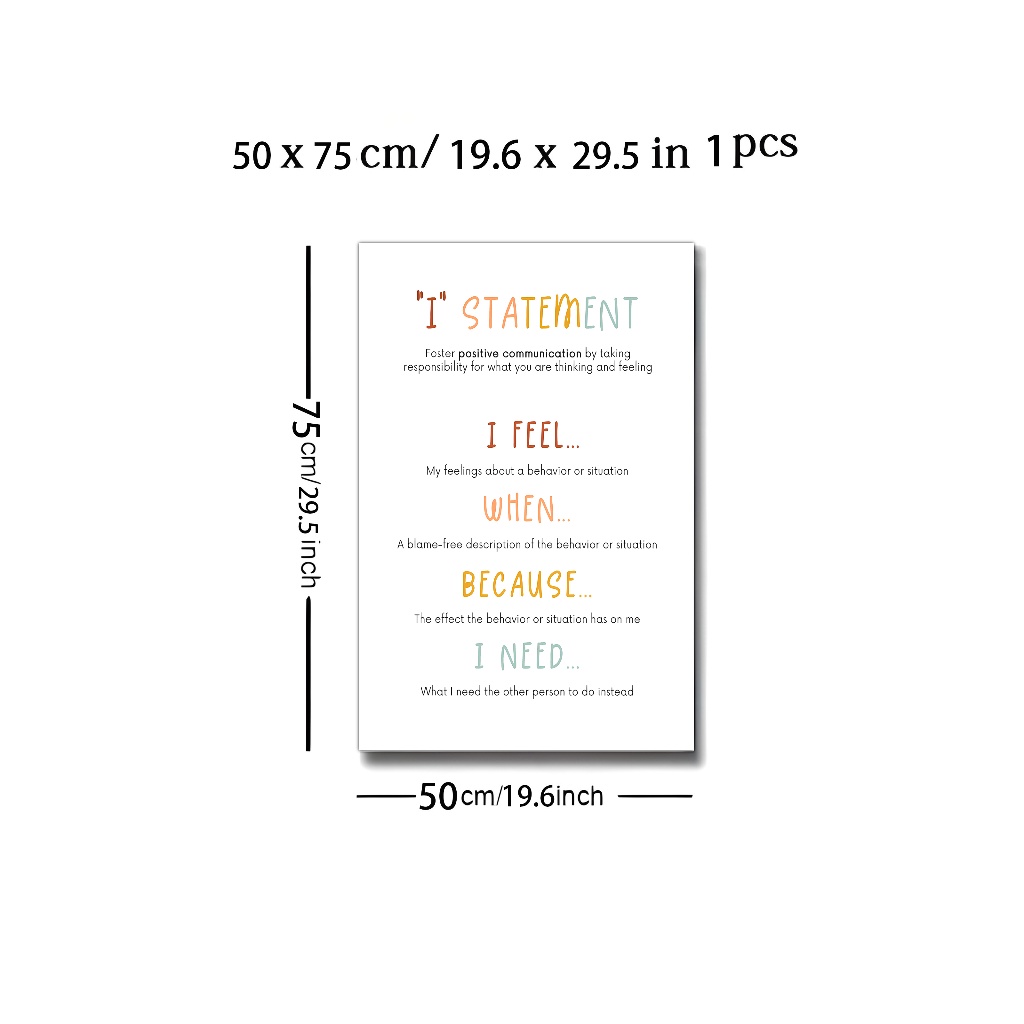 50 x 75 cm/ 19.6 x 29.5 in 1 pcs
"I" STATEMENT
Foster positive communication by taking
responsibility for what you are thinking and feeling
I FEEL...
My feelings about a behavior or situation
WHEN...
A blame-free description of the behavior or situation
BECAUSE...
The effect the behavior or situation has on me
I NEED...
What I need the other person to do instead
75cm/29.5inch
50cm/19.6inch